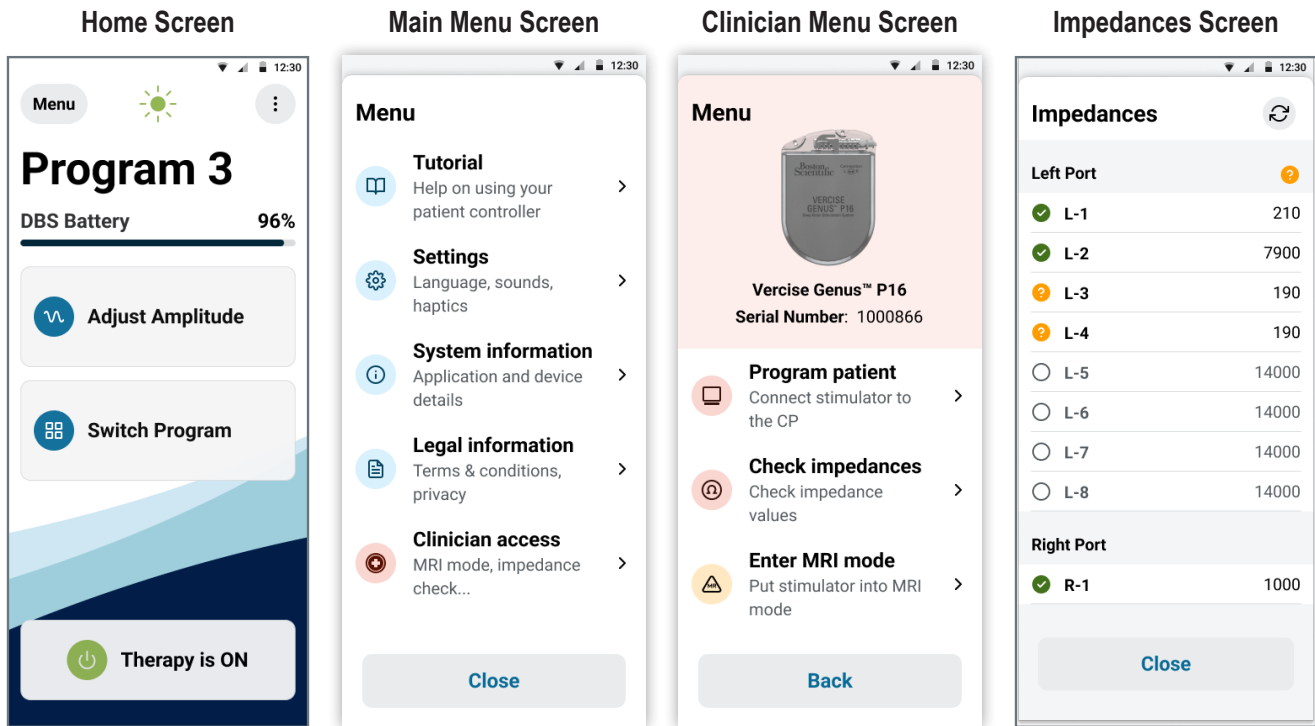 Home Screen
12:30
Menu
Program 3
DBS Battery 96%
Adjust Amplitude
Switch Program
Therapy is ON
Main Menu Screen
12:30
Menu
Tutorial
Help on using your
patient controller
Settings
Language, sounds,
haptics
System information
Application and device
details
Legal information
Terms & conditions,
privacy
Clinician access
MRI mode, impedance
check...
Close
Clinician Menu Screen
12:30
Menu
Boston
Scientific
VERCISE
GENUS™ P16
Vercise Genus™ P16
Serial Number: 1000866
Program patient
Connect stimulator to
the CP
Check impedances
Check impedance
values
Enter MRI mode
MR
Put stimulator into MRI
mode
Back
Impedances Screen
12:30
Impedances
Left Port ?
L-1 210
L-2 7900
? L-3 190
? L-4 190
L-5 14000
L-6 14000
L-7 14000
L-8 14000
Right Port
R-1 1000
Close